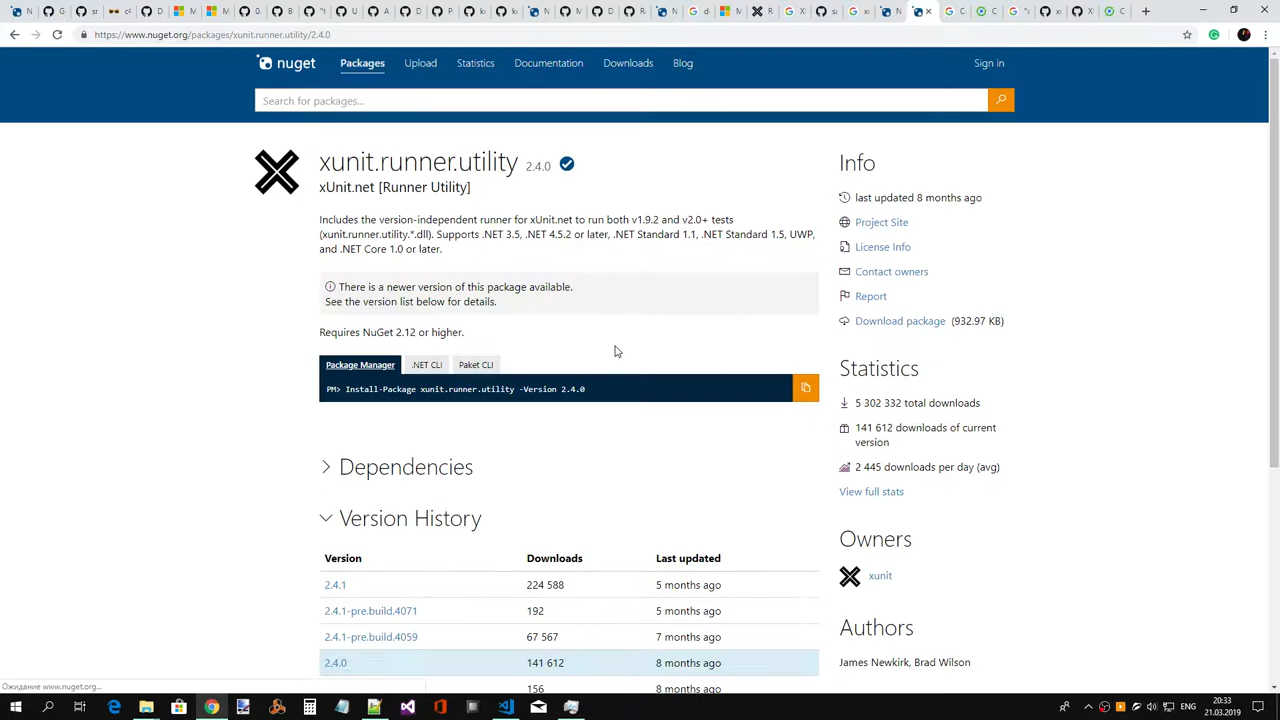 https://www.nuget.org/packages/xunit.runner.utility/2.4.0
nuget
Packages
Upload
Statistics
Documentation
Downloads
Blog
Sign in
Search for packages...
xunit.runner.utility 2.4.0
xUnit.net [Runner Utility]
Includes the version-independent runner for xUnit.net to run both v1.9.2 and v2.0+ tests
(xunit.runner.utility.*.dll). Supports .NET 3.5, .NET 4.5.2 or later, .NET Standard 1.1, .NET Standard 1.5, UWP,
and .NET Core 1.0 or later.
There is a newer version of this package available.
See the version list below for details.
Requires NuGet 2.12 or higher.
Package Manager
.NET CLI
Paket CLI
PM> Install-Package xunit.runner.utility -Version 2.4.0
Dependencies
Version History
Version Downloads Last updated
2.4.1 224 588 5 months ago
2.4.1-pre.build.4071 192 5 months ago
2.4.1-pre.build.4059 67 567 7 months ago
2.4.0 141 612 8 months ago
156 8 months ago
Info
last updated 8 months ago
Project Site
License Info
Contact owners
Report
Download package (932.97 KB)
Statistics
5 302 332 total downloads
141 612 downloads of current
version
2 445 downloads per day (avg)
View full stats
Owners
xunit
Authors
James Newkirk, Brad Wilson
Ожидание www.nuget.org...
ENG
20:33
21.03.2019